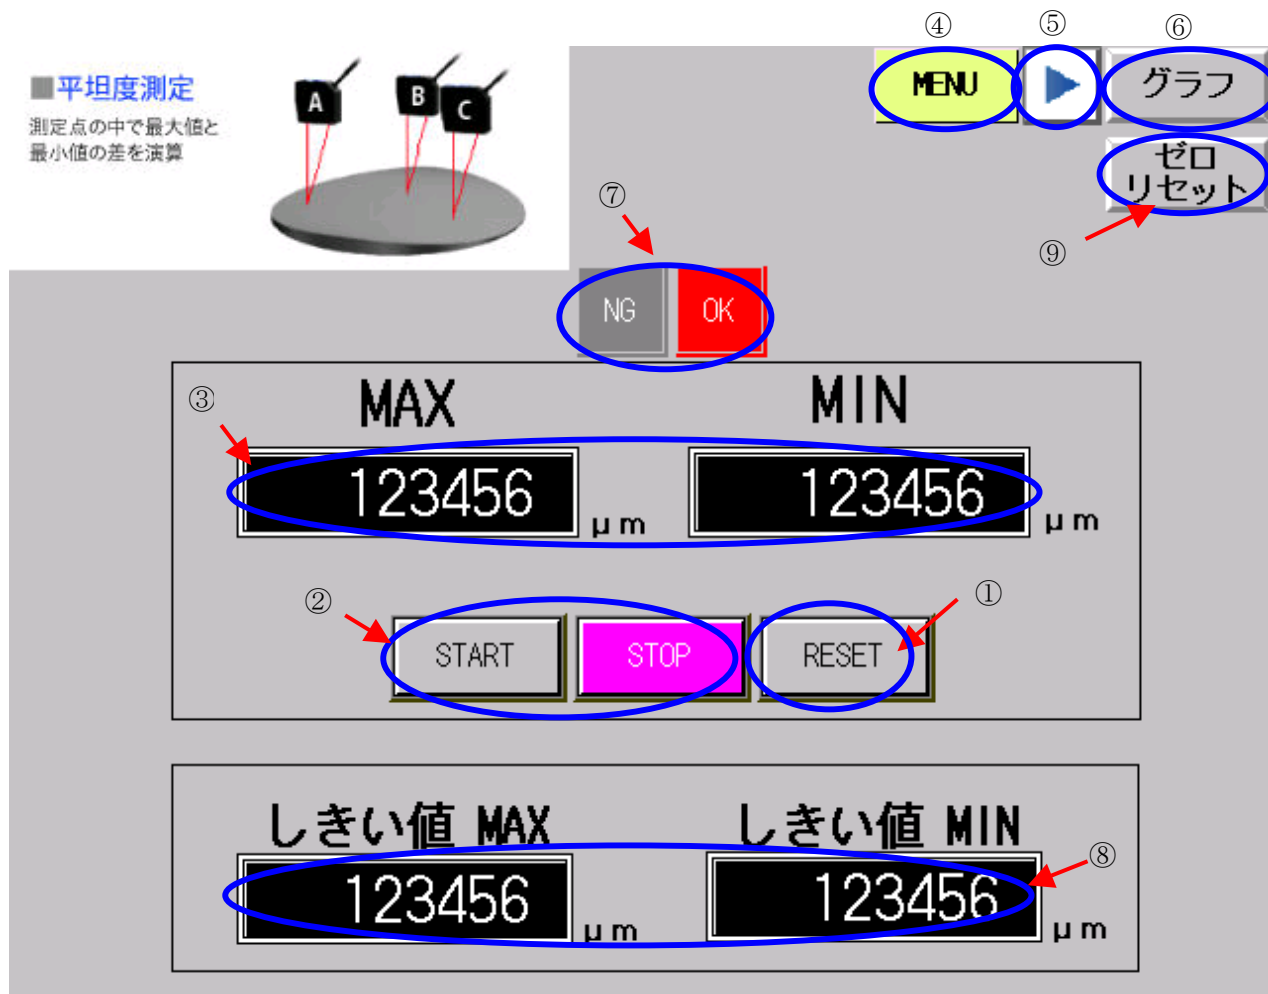 ④
⑤
⑥
■平坦度測定
測定点の中で最大値と
最小値の差を演算
A
B
C
MENU
グラフ
ゼロ
リセット
⑦
⑨
NG
OK
③
MAX
MIN
123456
μm
123456
μm
②
①
START
STOP
RESET
しきい値 MAX
しきい値 MIN
⑧
123456
μm
123456
μm